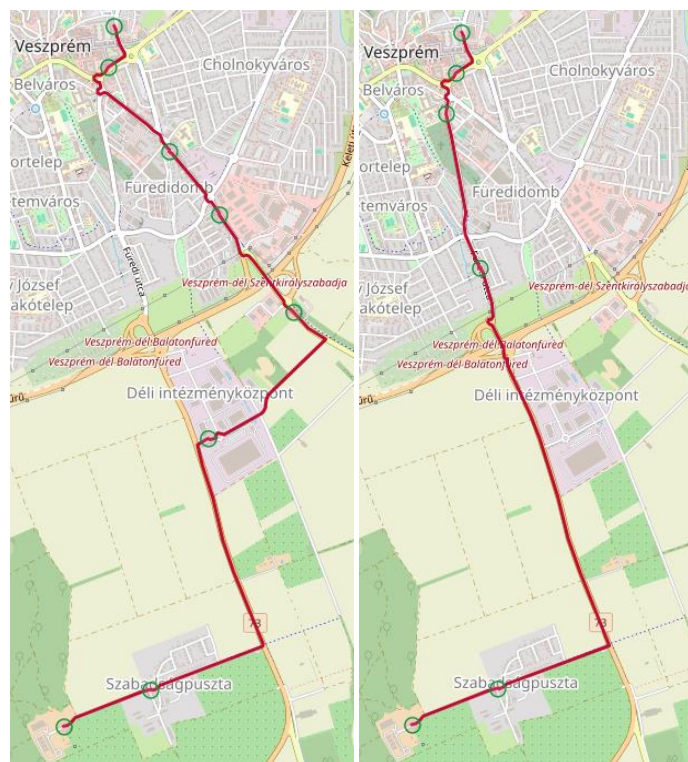 Veszprém
Cholnokyváros
Belváros
ortelep
Füredidomb
temváros
Füredi utca
Veszprém-dél Szentkirályszabadja
József
akótelep
Veszprém-dél Balatonfüred
Veszprém-dél Balatonfüred
Déli intézményközpont
73
Szabadságpuszta
Veszprém
Cholnokyváros
Belváros
ortelep
Füredidomb
temváros
Veszprém-dél Szentkirályszabadja
József
akótelep
Veszprém-dél Balatonfüred
Veszprém-dél Balatonfüred
Déli intézményközpont
73
Szabadságpuszta